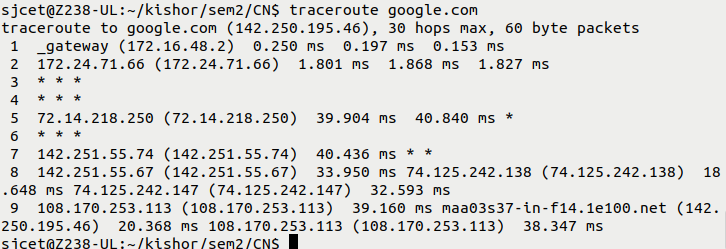 sjcet@Z238-UL:~/kishor/sem2/CN$ traceroute google.com
traceroute to google.com (142.250.195.46), 30 hops max, 60 byte packets
 1  _gateway (172.16.48.2)  0.250 ms  0.197 ms  0.153 ms
 2  172.24.71.66 (172.24.71.66)  1.801 ms  1.868 ms  1.827 ms
 3  * * *
 4  * * *
 5  72.14.218.250 (72.14.218.250)  39.904 ms  40.840 ms *
 6  * * *
 7  142.251.55.74 (142.251.55.74)  40.436 ms * *
 8  142.251.55.67 (142.251.55.67)  33.950 ms 74.125.242.138 (74.125.242.138)  18
.648 ms 74.125.242.147 (74.125.242.147)  32.593 ms
 9  108.170.253.113 (108.170.253.113)  39.160 ms maa03s37-in-f14.1e100.net (142.
250.195.46)  20.368 ms 108.170.253.113 (108.170.253.113)  38.347 ms
sjcet@Z238-UL:~/kishor/sem2/CN$